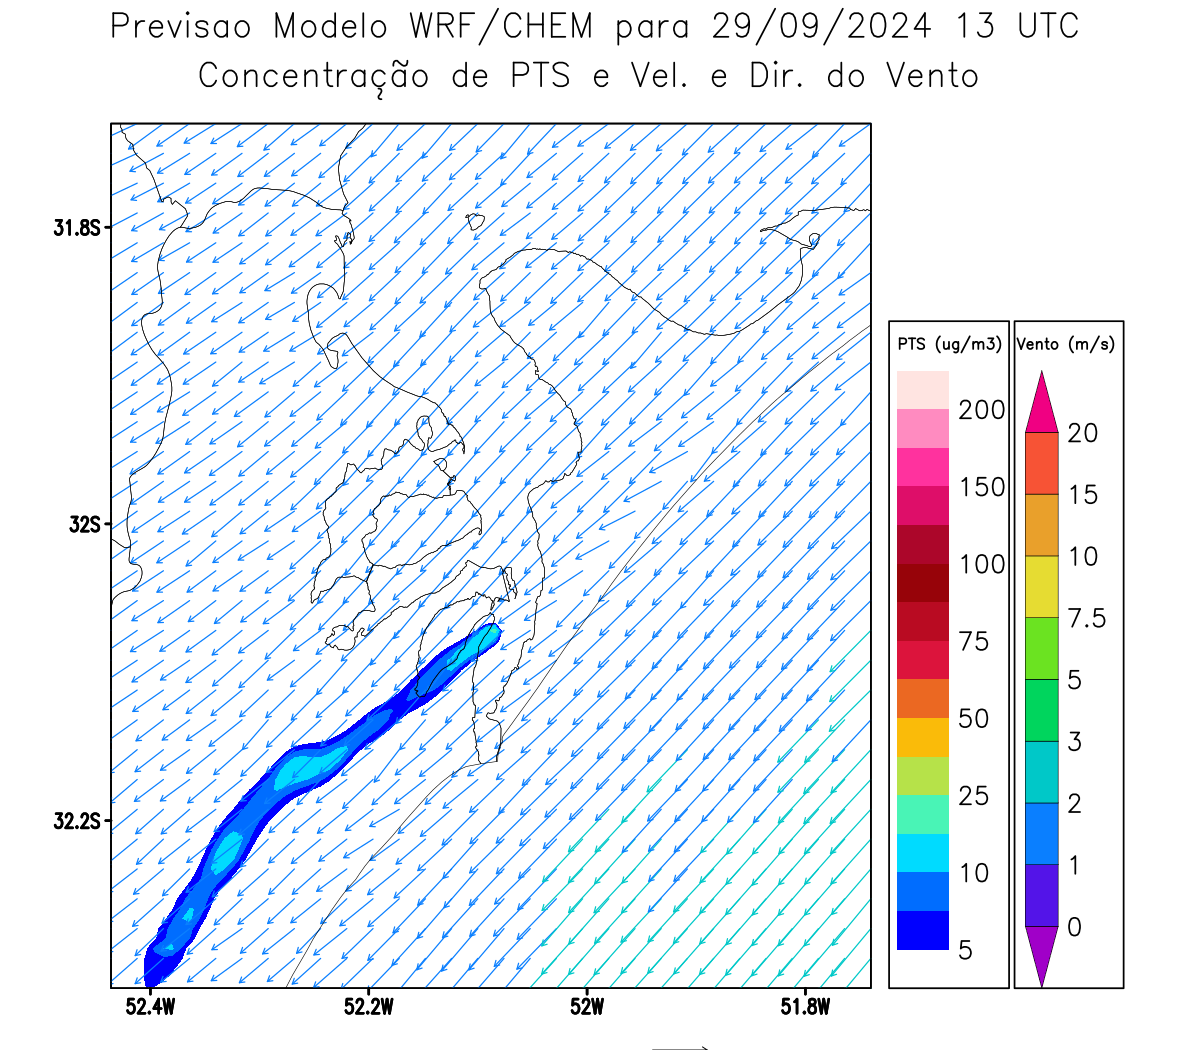 Previsao Modelo WRF/CHEM para 29/09/2024 13 UTC
Concentração de PTS e Vel. e Dir. do Vento
31.8S
32S
32.2S
52.4W
52.2W
52W
51.8W
PTS (ug/m3)
200
150
100
75
50
25
10
5
Vento (m/s)
20
15
10
7.5
5
3
2
1
0